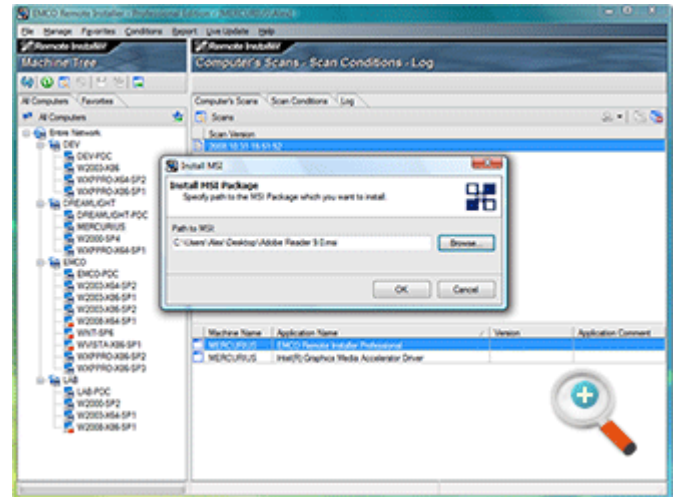 EMCO Remote Installer - Professional Edition - [MERCURIUS\Alex]
File Manage Favorites Conditions Report Live Update Help
Remote Installer
Machine Tree
All Computers Favorites
All Computers
Entire Network
DEV
DEV-PDC
W2003-X86
WXPPRO-X64-SP2
WXPPRO-X86-SP1
DREAMLIGHT
DREAMLIGHT-PDC
MERCURIUS
W2000-SP4
WXPPRO-X64-SP1
EMCO
EMCO-PDC
W2003-X64-SP2
W2003-X86-SP1
W2003-X86-SP2
W2008-X64-SP1
WNT-SP6
WVISTA-X86-SP1
WXPPRO-X86-SP2
WXPPRO-X86-SP3
LAB
LAB-PDC
W2000-SP2
W2003-X64-SP1
W2008-X86-SP1
Remote Installer
Computer's Scans - Scan Conditions - Log
Computer's Scans Scan Conditions Log
Scans
Scan Version
Install MSI
Install MSI Package
Specify path to the MSI Package which you want to install.
Path to MSI:
C:\Users\Alex\Desktop\Adobe Reader 9.0.msi
Browse...
OK Cancel
Machine Name Application Name Version Application Comment
MERCURIUS EMCO Remote Installer Professional
MERCURIUS Intel(R) Graphics Media Accelerator Driver